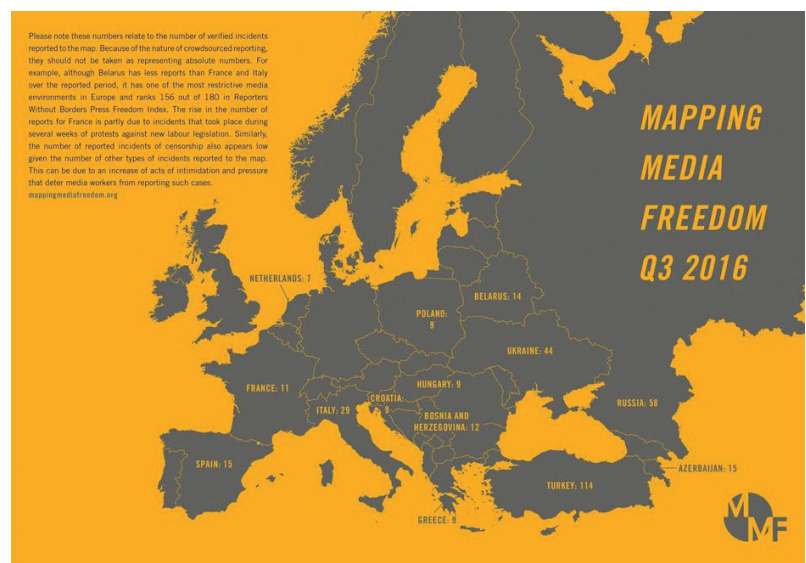 Please note these numbers relate to the number of verified incidents
reported to the map. Because of the nature of crowdsourced reporting,
they should not be taken as representing absolute numbers. For
example, although Belarus has less reports than France and Italy
over the reported period, it has one of the most restrictive media
environments in Europe and ranks 156 out of 180 in Reporters
Without Borders Press Freedom Index. The rise in the number of
reports for France is partly due to incidents that took place during
several weeks of protests against new labour legislation. Similarly,
the number of reported incidents of censorship also appears low
given the number of other types of incidents reported to the map.
This can be due to an increase of acts of intimidation and pressure
that deter media workers from reporting such cases.
mappingmediafreedom.org
MAPPING
MEDIA
FREEDOM
Q3 2016
NETHERLANDS: 7
BELARUS: 14
POLAND:
9
UKRAINE: 44
FRANCE: 11
HUNGARY: 9
CROATIA:
9
ITALY: 29
RUSSIA: 58
BOSNIA AND
HERZEGOVINA: 12
SPAIN: 15
AZERBAIJAN: 15
TURKEY: 114
GREECE: 9
M
MF